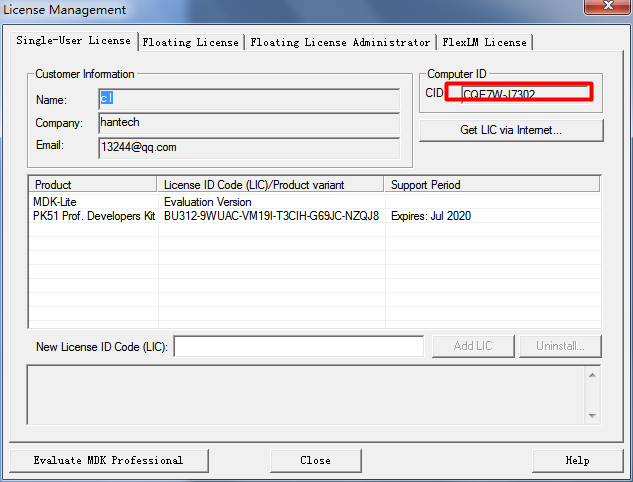 License Management
Single-User License
Floating License
Floating License Administrator
FlexLM License
Customer Information
Name:
c l
Company:
hantech
Email:
13244@qq.com
Computer ID
CID
Get LIC via Internet...
Product License ID Code (LIC)/Product variant Support Period
MDK-Lite Evaluation Version
PK51 Prof. Developers Kit BU312-9WUAC-VM19I-T3CIH-G69JC-NZQJ8 Expires: Jul 2020
New License ID Code (LIC):
Add LIC
Uninstall...
Evaluate MDK Professional
Close
Help